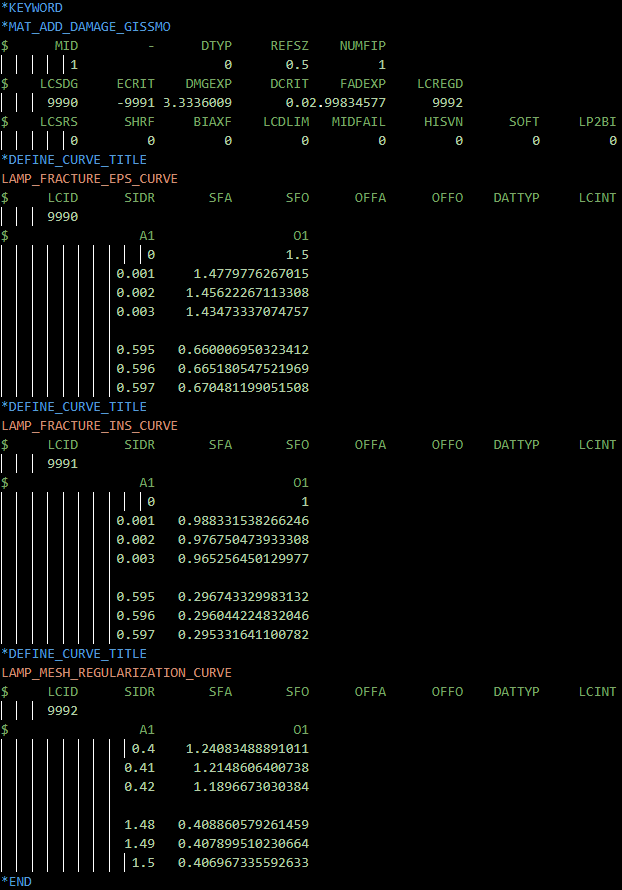 *KEYWORD
*MAT_ADD_DAMAGE_GISSMO
$      MID         -      DTYP     REFSZ    NUMFIP
         1                   0       0.5         1
$    LCSDG     ECRIT    DMGEXP     DCRIT    FADEXP    LCREGD
      9990     -9991 3.3336009       0.02.99834577      9992
$    LCSRS      SHRF     BIAXF    LCDLIM   MIDFAIL     HISVN      SOFT     LP2BI
         0         0         0         0         0         0         0         0
*DEFINE_CURVE_TITLE
LAMP_FRACTURE_EPS_CURVE
$     LCID      SIDR       SFA       SFO      OFFA      OFFO    DATTYP     LCINT
      9990
$                 A1                  O1
                   0                 1.5
               0.001     1.4779776267015
               0.002    1.45622267113308
               0.003    1.43473337074757
               0.595   0.660006950323412
               0.596   0.665180547521969
               0.597   0.670481199051508
*DEFINE_CURVE_TITLE
LAMP_FRACTURE_INS_CURVE
$     LCID      SIDR       SFA       SFO      OFFA      OFFO    DATTYP     LCINT
      9991
$                 A1                  O1
                   0                   1
               0.001   0.988331538266246
               0.002   0.976750473933308
               0.003   0.965256450129977
               0.595   0.296743329983132
               0.596   0.296044224832046
               0.597   0.295331641100782
*DEFINE_CURVE_TITLE
LAMP_MESH_REGULARIZATION_CURVE
$     LCID      SIDR       SFA       SFO      OFFA      OFFO    DATTYP     LCINT
      9992
$                 A1                  O1
                 0.4    1.24083488891011
                0.41     1.2148606400738
                0.42     1.1896673030384
                1.48   0.408860579261459
                1.49   0.407899510230664
                 1.5   0.406967335592633
*END